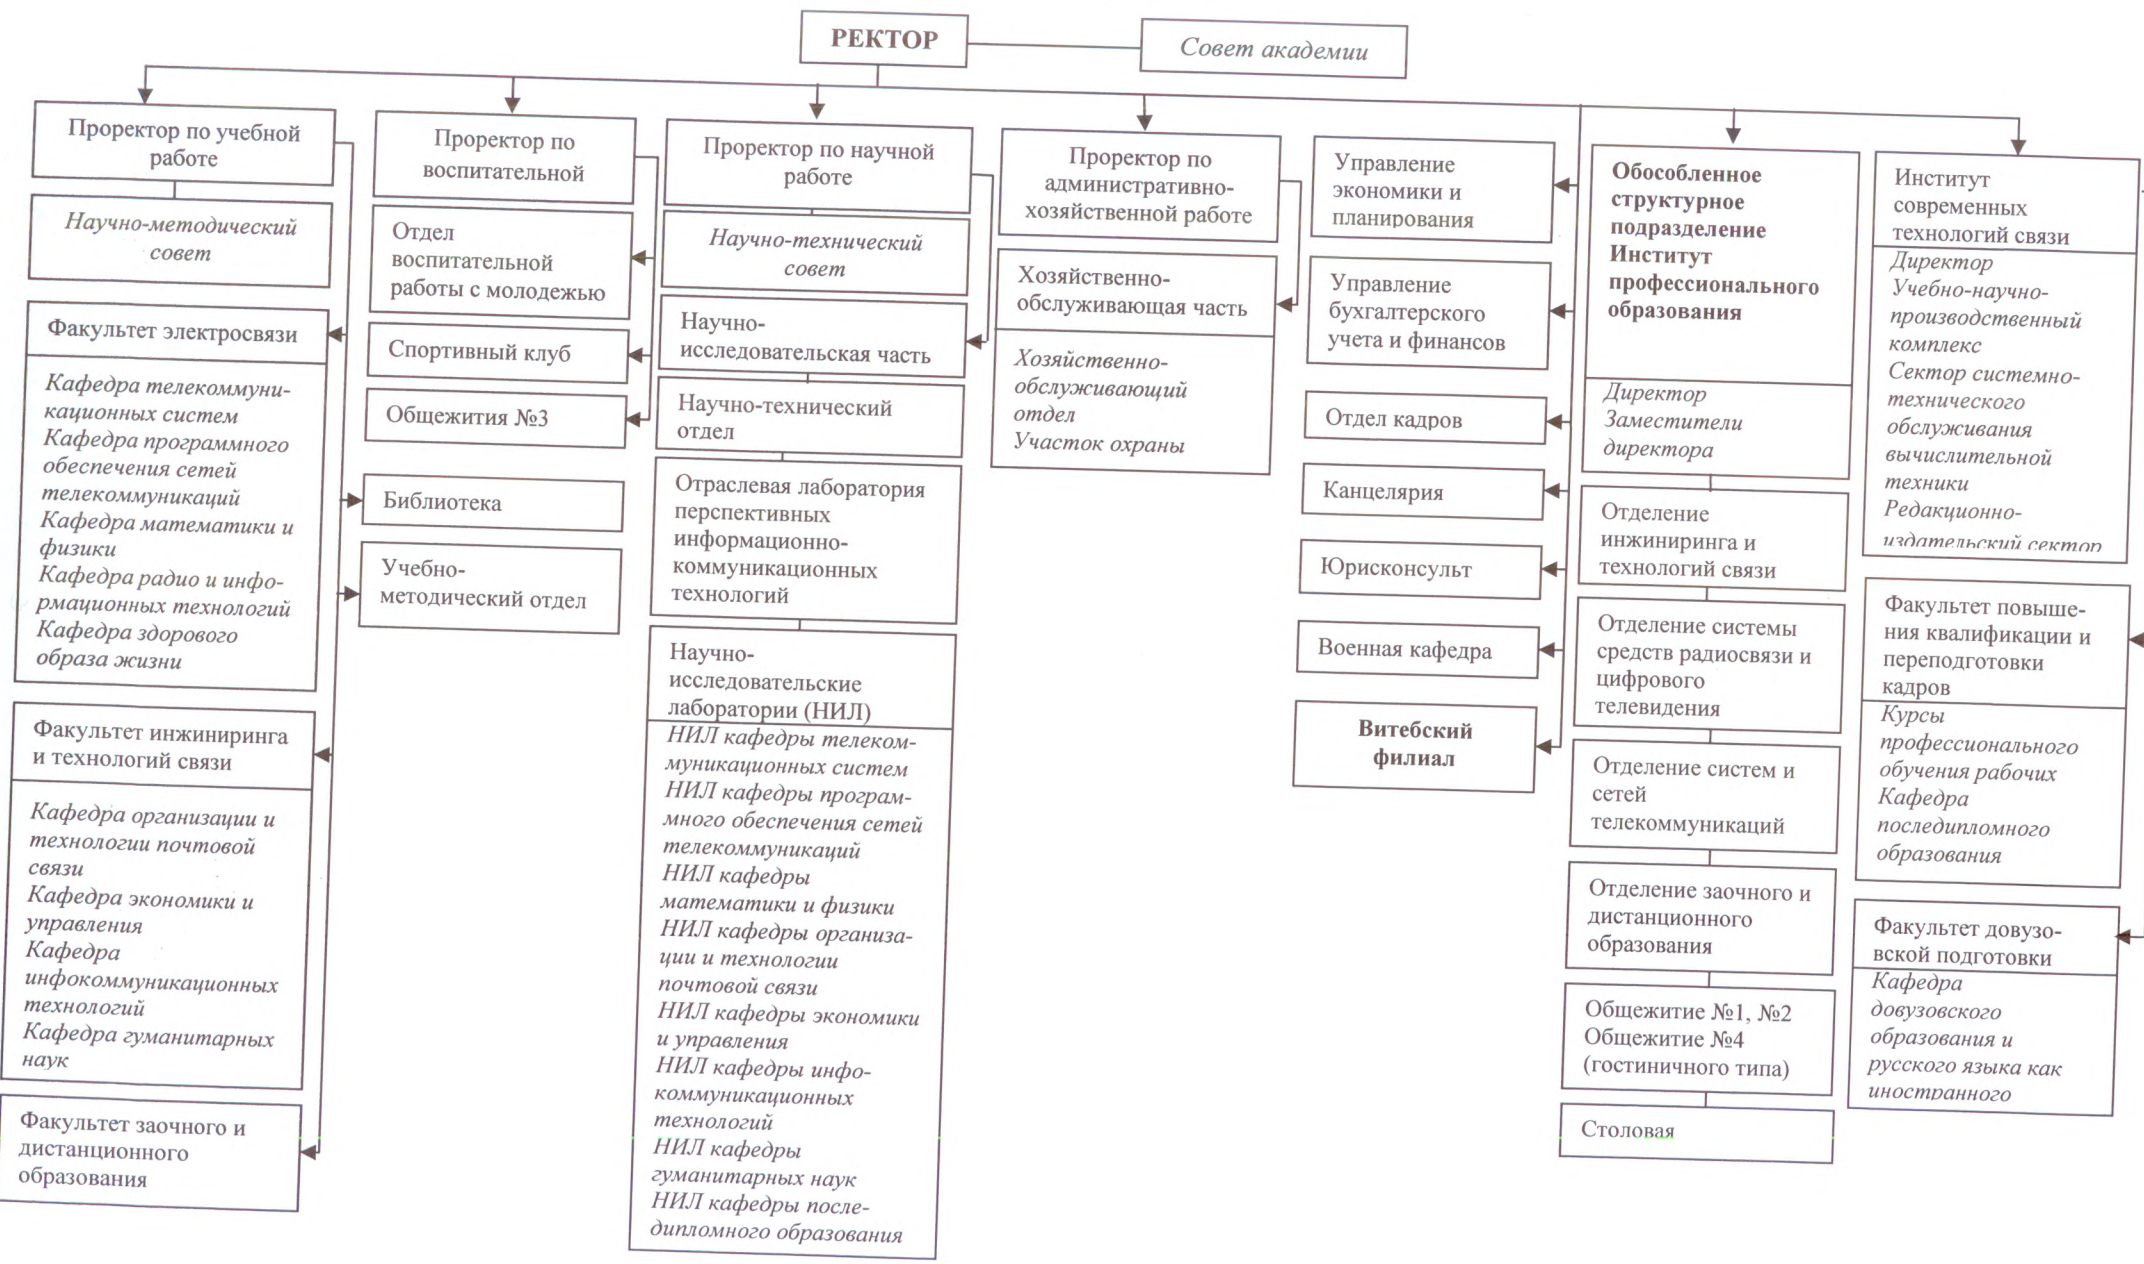 РЕКТОР
Совет академии
Проректор по учебной
работе
Научно-методический
совет
Факультет электросвязи
Кафедра телекоммуни-
кационных систем
Кафедра программного
обеспечения сетей
телекоммуникаций
Кафедра математики и
физики
Кафедра радио и инфо-
рмационных технологий
Кафедра здорового
образа жизни
Факультет инжиниринга
и технологий связи
Кафедра организации и
технологии почтовой
связи
Кафедра экономики и
управления
Кафедра
инфокоммуникационных
технологий
Кафедра гуманитарных
наук
Факультет заочного и
дистанционного
образования
Проректор по
воспитательной
Отдел
воспитательной
работы с молодежью
Спортивный клуб
Общежития №3
Библиотека
Учебно-
методический отдел
Проректор по научной
работе
Научно-технический
совет
Научно-
исследовательская часть
Научно-технический
отдел
Отраслевая лаборатория
перспективных
информационно-
коммуникационных
технологий
Научно-
исследовательские
лаборатории (НИЛ)
НИЛ кафедры телеком-
муникационных систем
НИЛ кафедры програм-
много обеспечения сетей
телекоммуникаций
НИЛ кафедры
математики и физики
НИЛ кафедры организа-
ции и технологии
почтовой связи
НИЛ кафедры экономики
и управления
НИЛ кафедры инфо-
коммуникационных
технологий
НИЛ кафедры
гуманитарных наук
НИЛ кафедры после-
дипломного образования
Проректор по
административно-
хозяйственной работе
Хозяйственно-
обслуживающая часть
Хозяйственно-
обслуживающий
отдел
Участок охраны
Управление
экономики и
планирования
Управление
бухгалтерского
учета и финансов
Отдел кадров
Канцелярия
Юрисконсульт
Военная кафедра
Витебский
филиал
Обособленное
структурное
подразделение
Институт
профессионального
образования
Директор
Заместители
директора
Отделение
инжиниринга и
технологий связи
Отделение системы
средств радиосвязи и
цифрового
телевидения
Отделение систем и
сетей
телекоммуникаций
Отделение заочного и
дистанционного
образования
Общежитие №1, №2
Общежитие №4
(гостиничного типа)
Столовая
Институт
современных
технологий связи
Директор
Учебно-научно-
производственный
комплекс
Сектор системно-
технического
обслуживания
вычислительной
техники
Редакционно-
издательский сектор
Факультет повыше-
ния квалификации и
переподготовки
кадров
Курсы
профессионального
обучения рабочих
Кафедра
последипломного
образования
Факультет довузо-
вской подготовки
Кафедра
довузовского
образования и
русского языка как
иностранного